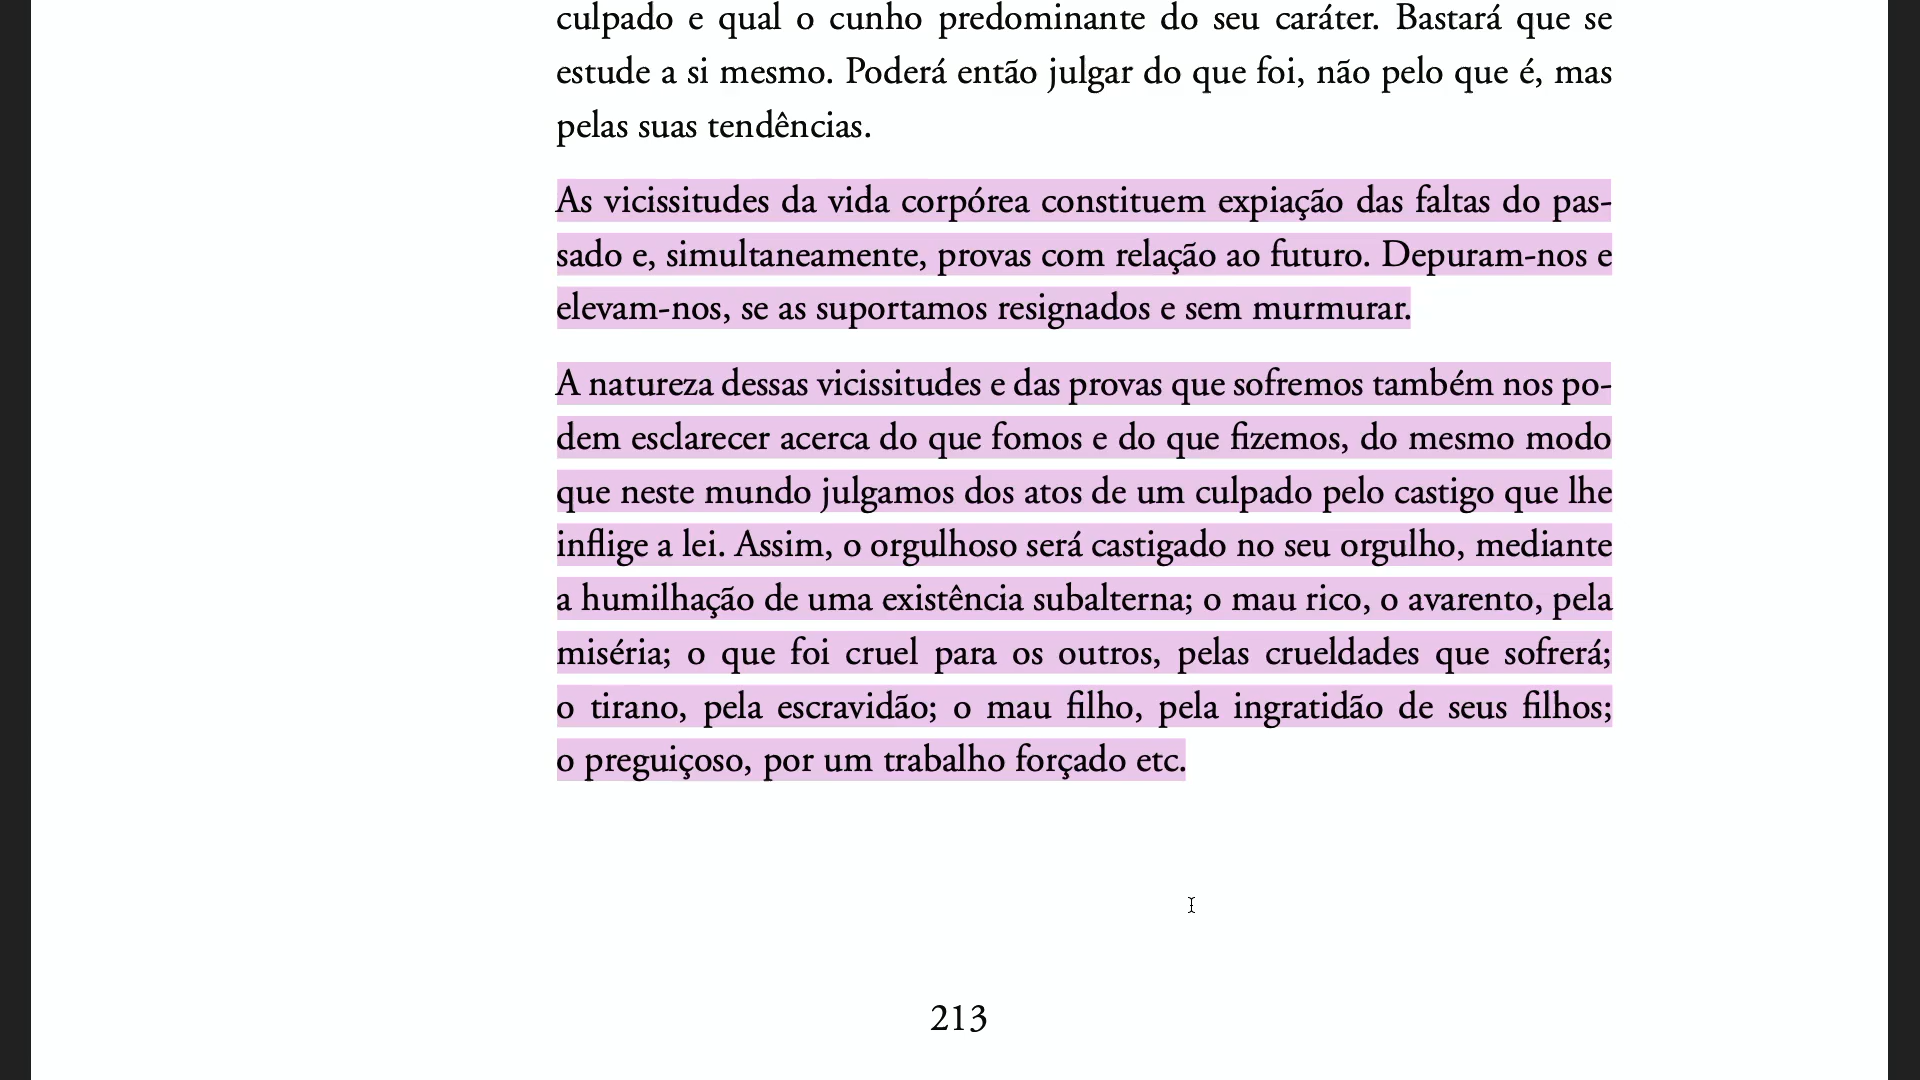 culpado e qual o cunho predominante do seu caráter. Bastará que se
estude a si mesmo. Poderá então julgar do que foi, não pelo que é, mas
pelas suas tendências.
As vicissitudes da vida corpórea constituem expiação das faltas do pas-
sado e, simultaneamente, provas com relação ao futuro. Depuram-nos e
elevam-nos, se as suportamos resignados e sem murmurar.
A natureza dessas vicissitudes e das provas que sofremos também nos po-
dem esclarecer acerca do que fomos e do que fizemos, do mesmo modo
que neste mundo julgamos dos atos de um culpado pelo castigo que lhe
inflige a lei. Assim, o orgulhoso será castigado no seu orgulho, mediante
a humilhação de uma existência subalterna; o mau rico, o avarento, pela
miséria; o que foi cruel para os outros, pelas crueldades que sofrerá;
o tirano, pela escravidão; o mau filho, pela ingratidão de seus filhos;
o preguiçoso, por um trabalho forçado etc.
213